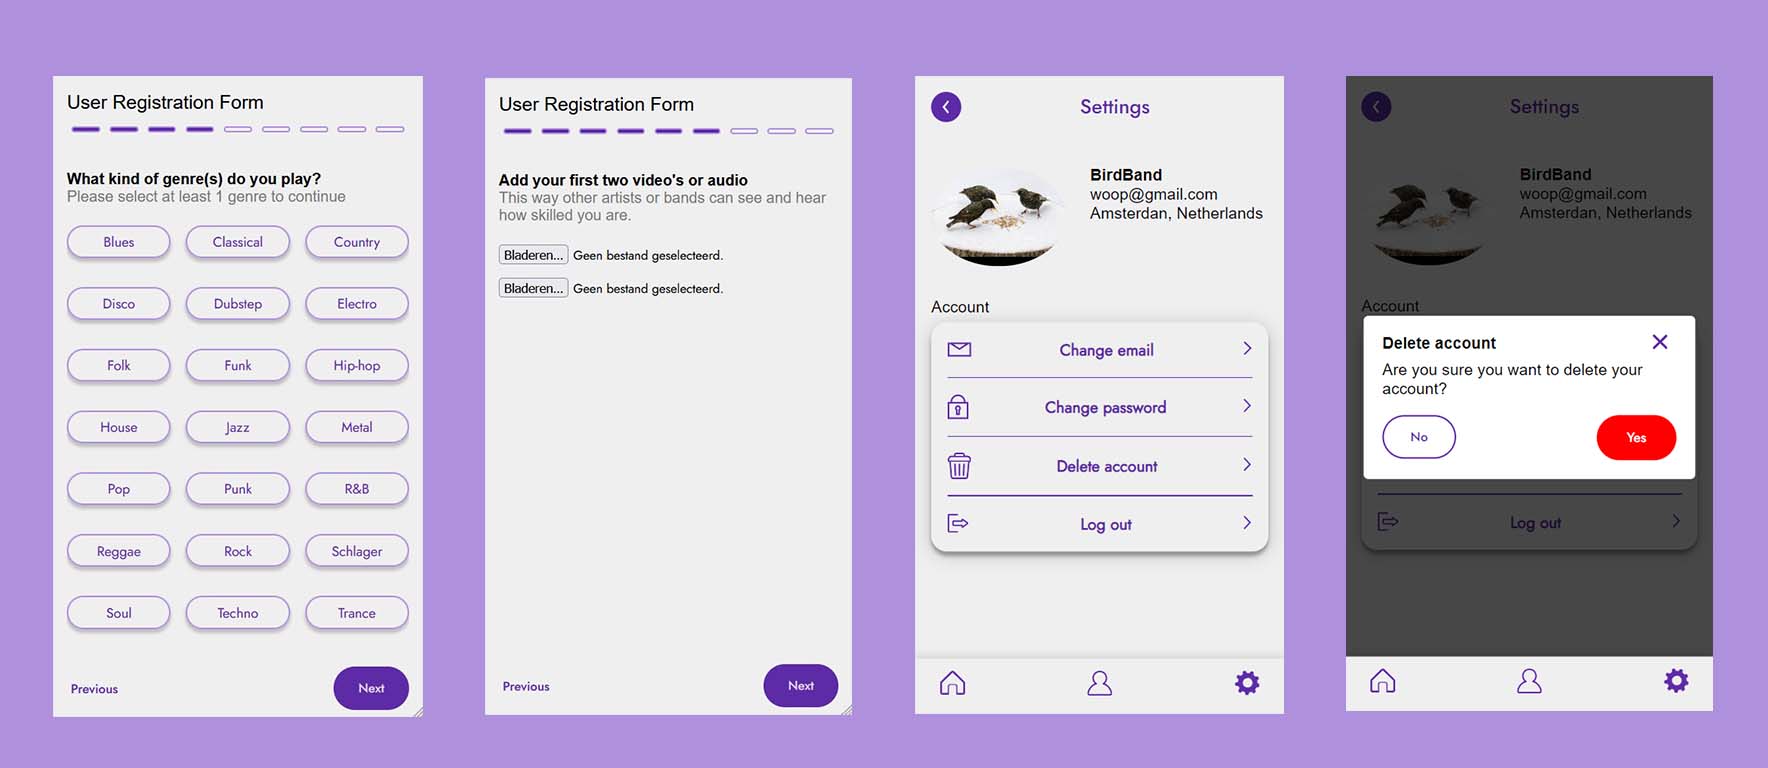 User Registration Form
What kind of genre(s) do you play?
Please select at least 1 genre to continue
Blues
Classical
Country
Disco
Dubstep
Electro
Folk
Funk
Hip-hop
House
Jazz
Metal
Pop
Punk
R&B
Reggae
Rock
Schlager
Soul
Techno
Trance
Previous
Next
User Registration Form
Add your first two video's or audio
This way other artists or bands can see and hear
how skilled you are.
Bladeren... Geen bestand geselecteerd.
Bladeren... Geen bestand geselecteerd.
Previous
Next
Settings
BirdBand
woop@gmail.com
Amsterdan, Netherlands
Account
Change email
Change password
Delete account
Log out
Settings
BirdBand
woop@gmail.com
Amsterdan, Netherlands
Account
Delete account
Are you sure you want to delete your
account?
No
Yes
Log out